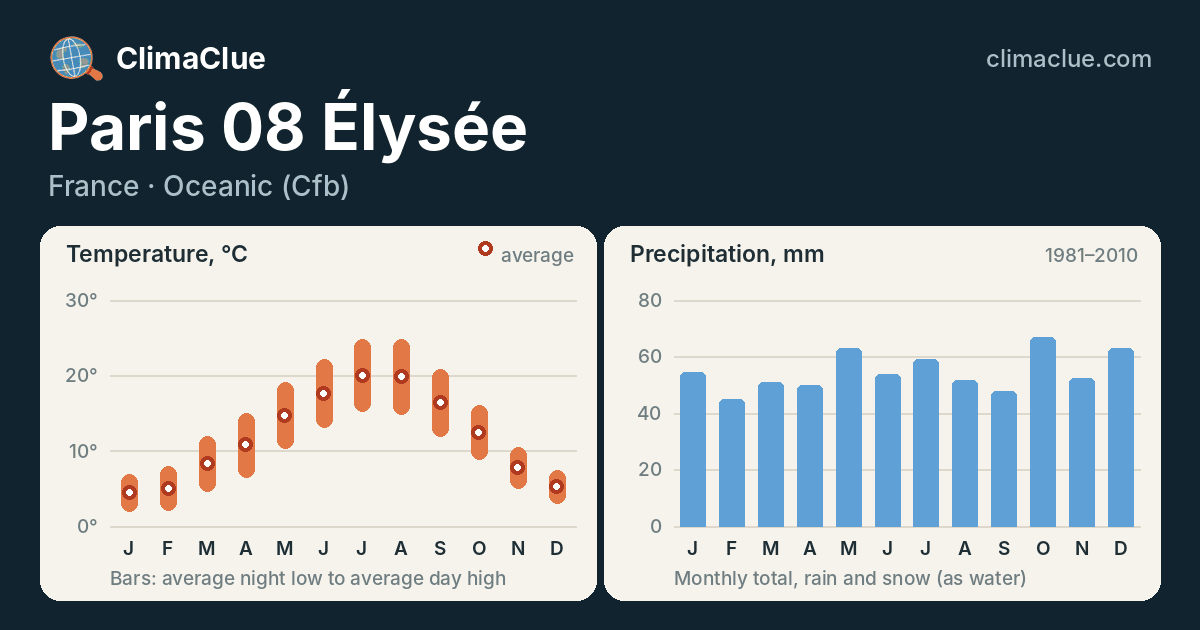 ClimaClue
climaclue.com
Paris 08 Élysée
France · Oceanic (Cfb)
Temperature, °C
average
30°
20°
10°
0°
J F M A M J J A S O N D
Bars: average night low to average day high
Precipitation, mm
1981–2010
80
60
40
20
0
J F M A M J J A S O N D
Monthly total, rain and snow (as water)